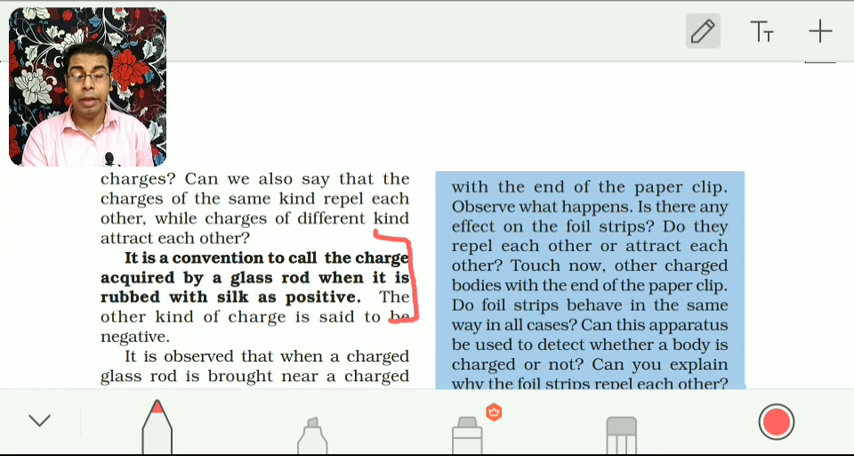 TT
charges? Can we also say that the
charges of the same kind repel each
other, while charges of different kind
attract each other?
It is a convention to call the charge
acquired by a glass rod when it is
rubbed with silk as positive. The
other kind of charge is said to be
negative.
It is observed that when a charged
glass rod is brought near a charged
with the end of the paper clip.
Observe what happens. Is there any
effect on the foil strips? Do they
repel each other or attract each
other? Touch now, other charged
bodies with the end of the paper clip.
Do foil strips behave in the same
way in all cases? Can this apparatus
be used to detect whether a body is
charged or not? Can you explain
why the foil strips repel each other?